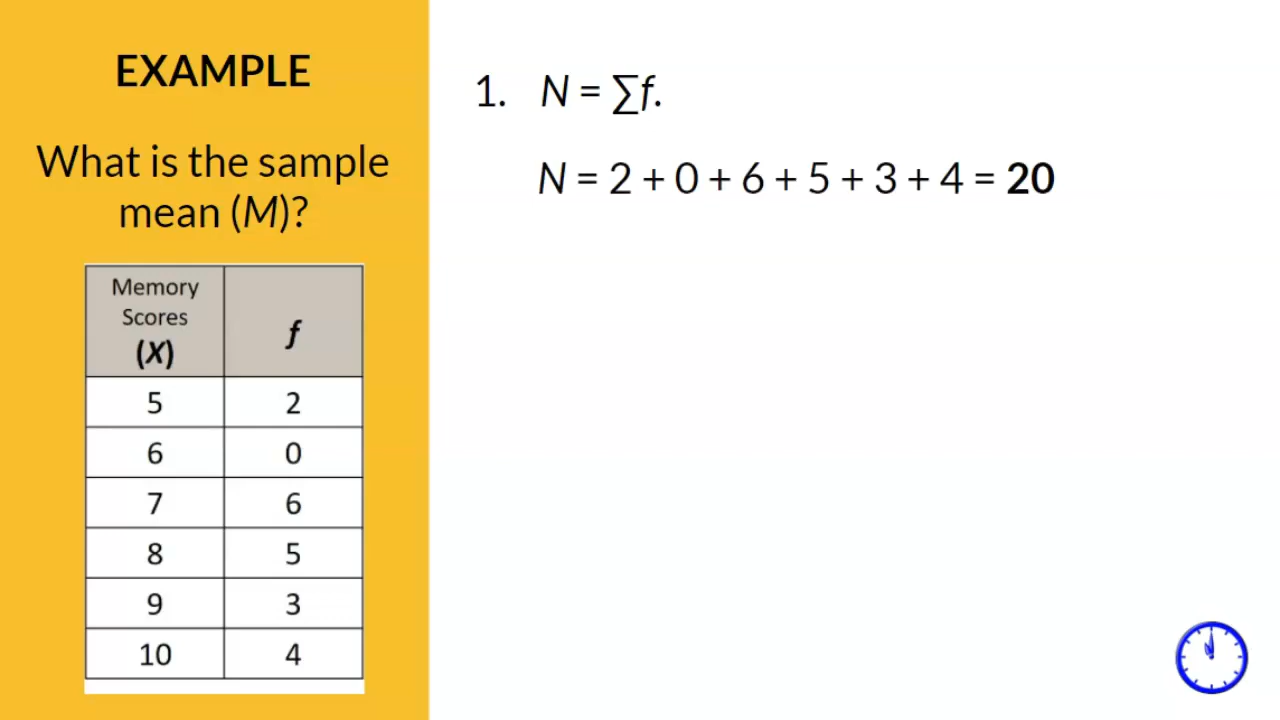 EXAMPLE
What is the sample
mean (M)?
Memory
Scores
(X) f
5 2
6 0
7 6
8 5
9 3
10 4
1. N = ∑f.
N = 2 + 0 + 6 + 5 + 3 + 4 = 20